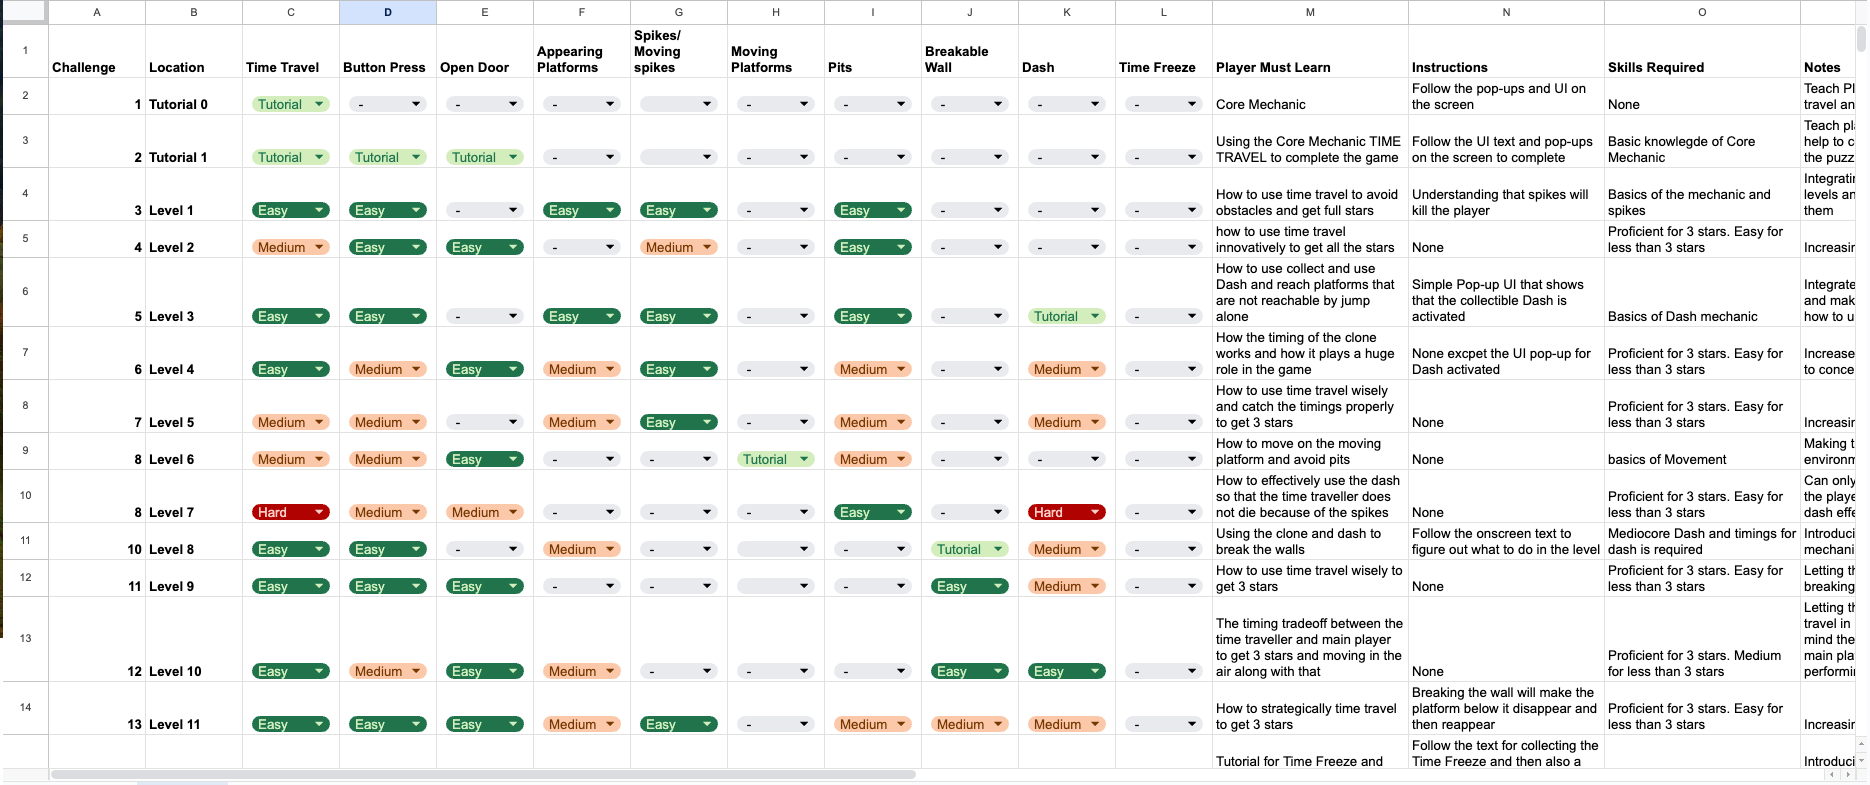 A B C D E F G H I J K L M N O
1 Challenge Location Time Travel Button Press Open Door Appearing Platforms Spikes/ Moving spikes Moving Platforms Pits Breakable Wall Dash Time Freeze Player Must Learn Instructions Skills Required Notes
2 1 Tutorial 0 Tutorial - - - - - - - - Core Mechanic Follow the pop-ups and UI on the screen None Teach Pl travel an
3 2 Tutorial 1 Tutorial Tutorial Tutorial - - - - - - Using the Core Mechanic TIME TRAVEL to complete the game Follow the UI text and pop-ups on the screen to complete Basic knowlegde of Core Mechanic Teach pl help to c the puzz
4 3 Level 1 Easy Easy - Easy Easy - Easy - - - How to use time travel to avoid obstacles and get full stars Understanding that spikes will kill the player Basics of the mechanic and spikes Integratin levels an them
5 4 Level 2 Medium Easy Easy - Medium - Easy - - - how to use time travel innovatively to get all the stars None Proficient for 3 stars. Easy for less than 3 stars Increasin
6 5 Level 3 Easy Easy - Easy Easy - Easy - Tutorial - How to use collect and use Dash and reach platforms that are not reachable by jump alone Simple Pop-up UI that shows that the collectible Dash is activated Basics of Dash mechanic Integrate and mak how to u
7 6 Level 4 Easy Medium Easy Medium Easy - Medium - Medium - How the timing of the clone works and how it plays a huge role in the game None excpet the UI pop-up for Dash activated Proficient for 3 stars. Easy for less than 3 stars Increase to conce
8 7 Level 5 Medium Medium - Medium Easy - Medium - Medium - How to use time travel wisely and catch the timings properly to get 3 stars None Proficient for 3 stars. Easy for less than 3 stars Increasin
9 8 Level 6 Medium Medium Easy - - Tutorial Medium - - - How to move on the moving platform and avoid pits None basics of Movement Making t environm
10 8 Level 7 Hard Medium Medium - - - Easy - Hard - How to effectively use the dash so that the time traveller does not die because of the spikes None Proficient for 3 stars. Easy for less than 3 stars Can only the playe dash effe
11 10 Level 8 Easy Easy - Medium - - Tutorial Medium - Using the clone and dash to break the walls Follow the onscreen text to figure out what to do in the level Mediocore Dash and timings for dash is required Introduci mechani
12 11 Level 9 Easy Easy Easy - - - Easy Medium - How to use time travel wisely to get 3 stars None Proficient for 3 stars. Easy for less than 3 stars Letting th breaking
13 12 Level 10 Easy Medium Easy Medium - - - Easy Easy - The timing tradeoff between the time traveller and main player to get 3 stars and moving in the air along with that None Proficient for 3 stars. Medium for less than 3 stars Letting th travel in mind the main pla performi
14 13 Level 11 Easy Easy Easy Medium Easy - Medium Medium Medium - How to strategically time travel to get 3 stars Breaking the wall will make the platform below it disappear and then reappear Proficient for 3 stars. Easy for less than 3 stars Increasin
Tutorial for Time Freeze and Follow the text for collecting the Time Freeze and then also a Introduci